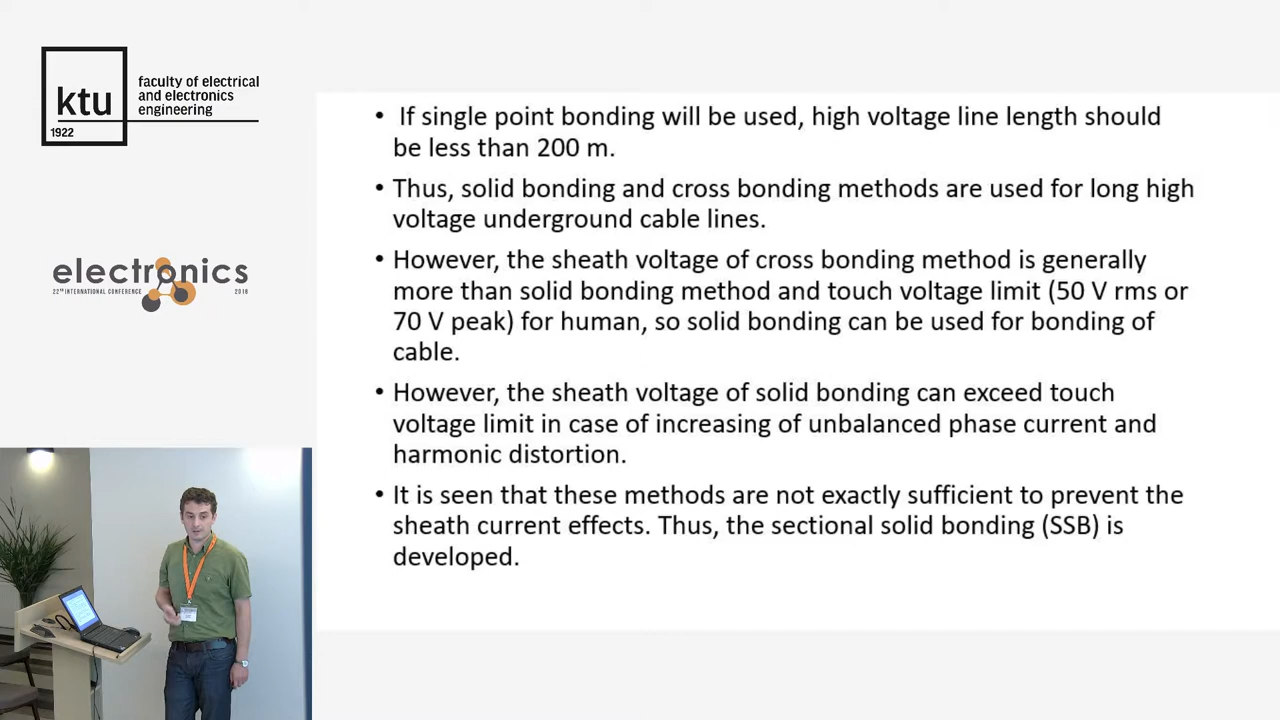 ktu
1922
faculty of electrical
and electronics
engineering
electronics
22ND INTERNATIONAL CONFERENCE 2018
• If single point bonding will be used, high voltage line length should
be less than 200 m.
• Thus, solid bonding and cross bonding methods are used for long high
voltage underground cable lines.
• However, the sheath voltage of cross bonding method is generally
more than solid bonding method and touch voltage limit (50 V rms or
70 V peak) for human, so solid bonding can be used for bonding of
cable.
• However, the sheath voltage of solid bonding can exceed touch
voltage limit in case of increasing of unbalanced phase current and
harmonic distortion.
• It is seen that these methods are not exactly sufficient to prevent the
sheath current effects. Thus, the sectional solid bonding (SSB) is
developed.